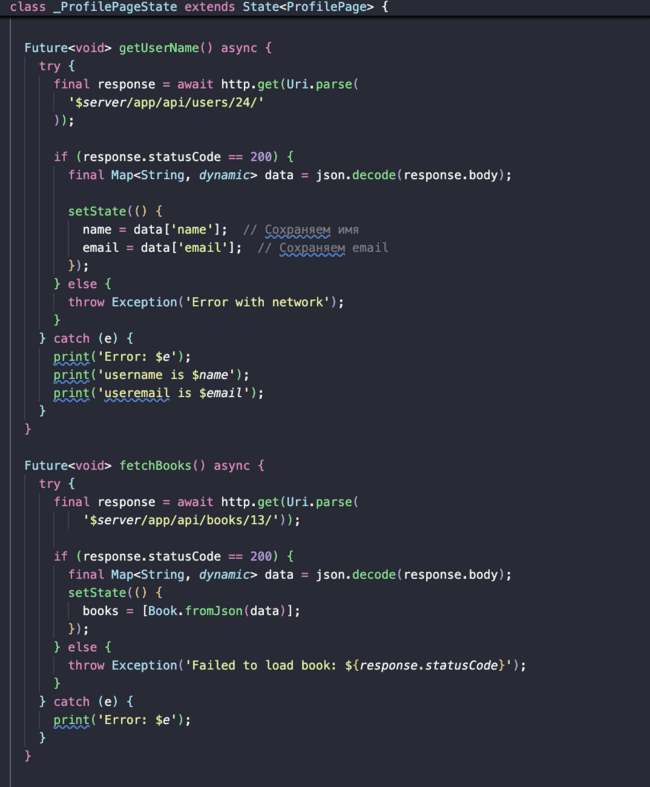 class _ProfilePageState extends State<ProfilePage> {
Future<void> getUserName() async {
try {
final response = await http.get(Uri.parse(
'$server/app/api/users/24/'
));
if (response.statusCode == 200) {
final Map<String, dynamic> data = json.decode(response.body);
setState(() {
name = data['name']; // Сохраняем имя
email = data['email']; // Сохраняем email
});
} else {
throw Exception('Error with network');
}
} catch (e) {
print('Error: $e');
print('username is $name');
print('useremail is $email');
}
}
Future<void> fetchBooks() async {
try {
final response = await http.get(Uri.parse(
'$server/app/api/books/13/'));
if (response.statusCode == 200) {
final Map<String, dynamic> data = json.decode(response.body);
setState(() {
books = [Book.fromJson(data)];
});
} else {
throw Exception('Failed to load book: ${response.statusCode}');
}
} catch (e) {
print('Error: $e');
}
}